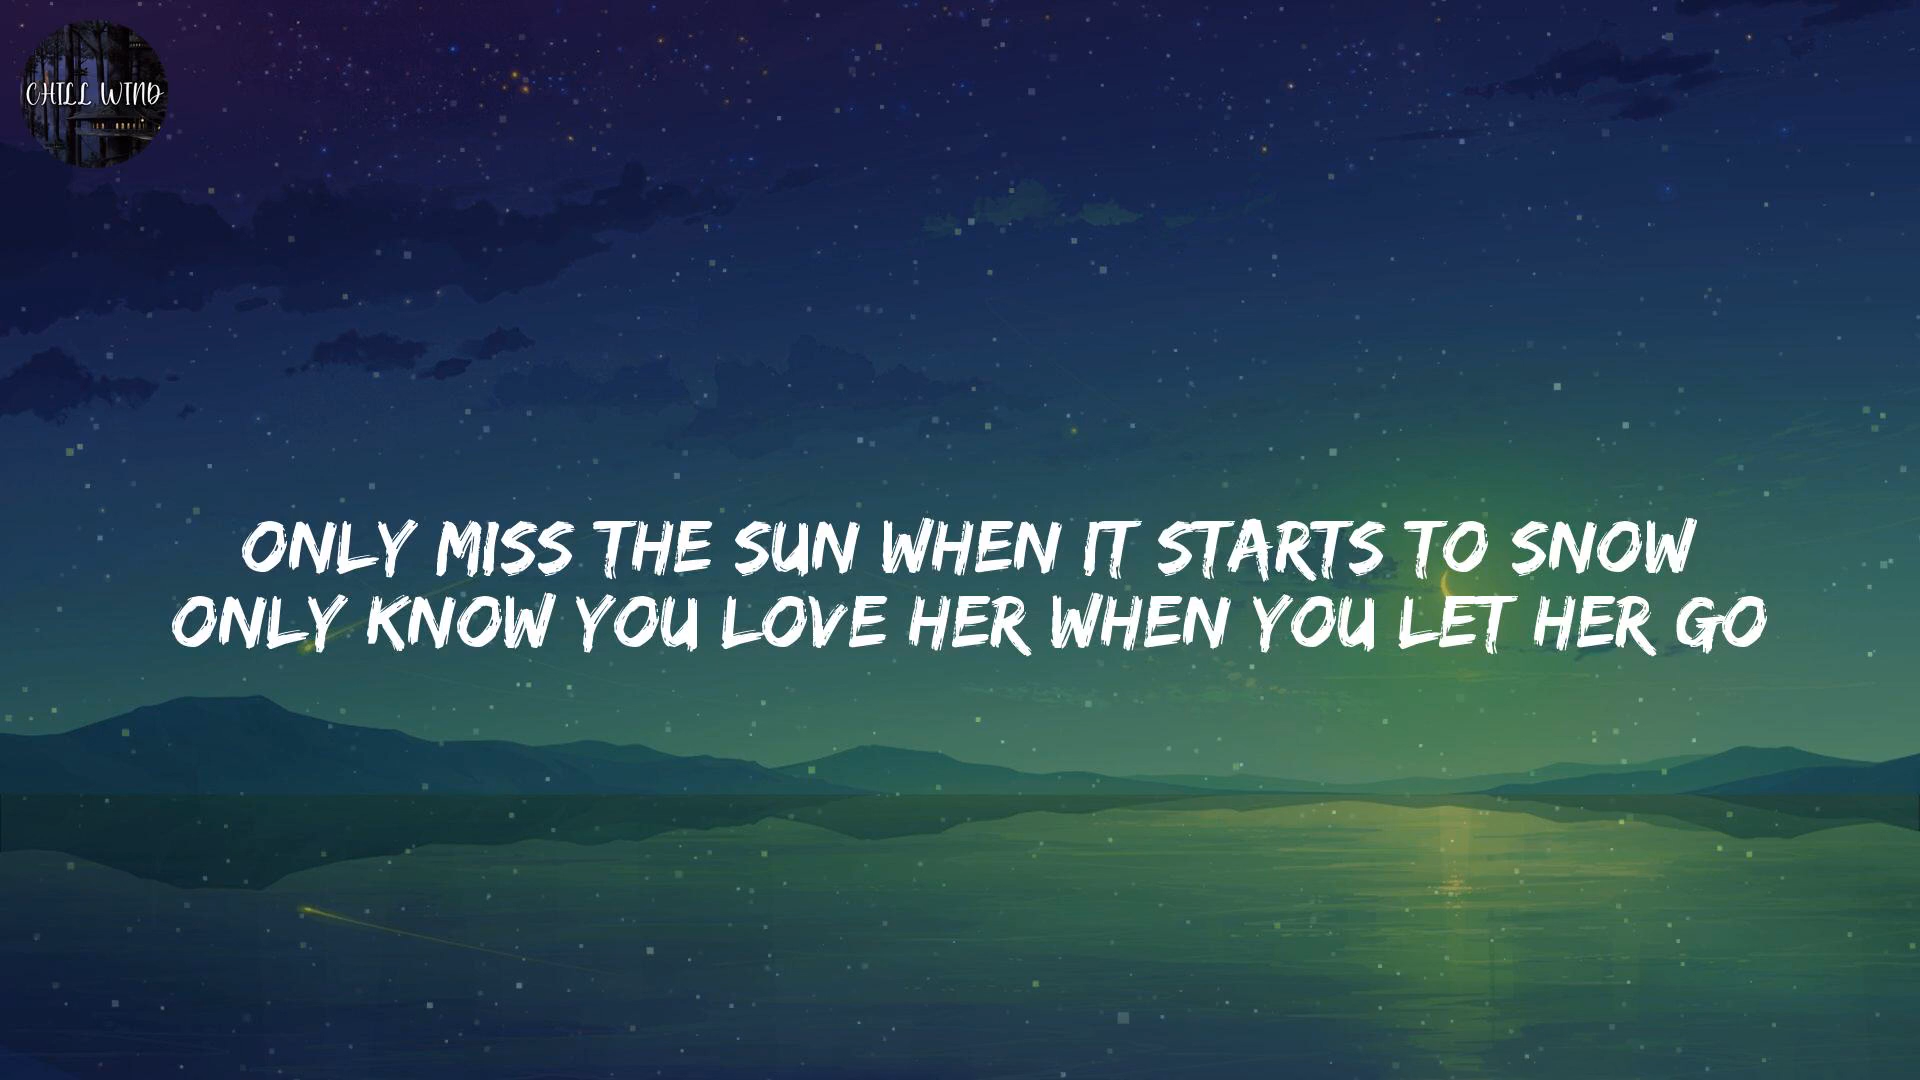 CHILL WIND
ONLY MISS THE SUN WHEN IT STARTS TO SNOW
ONLY KNOW YOU LOVE HER WHEN YOU LET HER GO